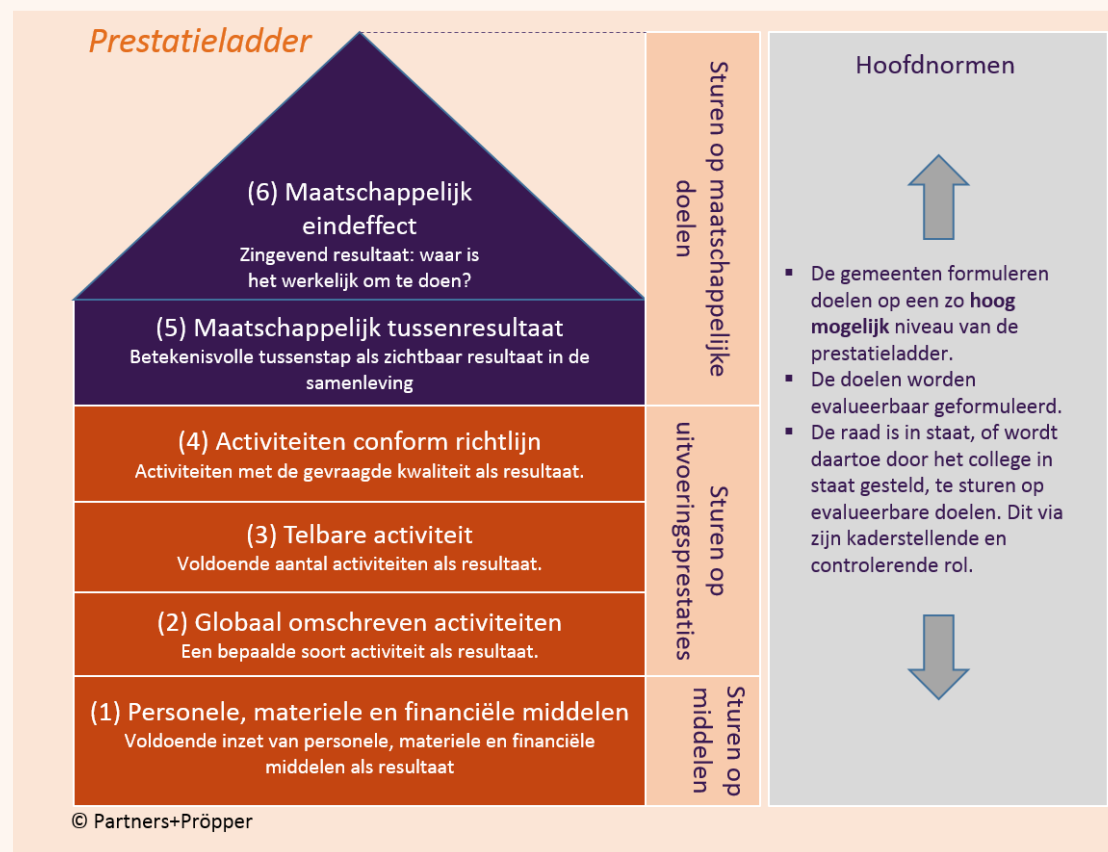 Prestatieladder
(6) Maatschappelijk
eindeffect
Zingevend resultaat: waar is
het werkelijk om te doen?
(5) Maatschappelijk tussenresultaat
Betekenisvolle tussenstap als zichtbaar resultaat in de
samenleving
(4) Activiteiten conform richtlijn
Activiteiten met de gevraagde kwaliteit als resultaat.
(3) Telbare activiteit
Voldoende aantal activiteiten als resultaat.
(2) Globaal omschreven activiteiten
Een bepaalde soort activiteit als resultaat.
(1) Personele, materiele en financiële middelen
Voldoende inzet van personele, materiele en financiële
middelen als resultaat
© Partners+Pröpper
Sturen op maatschappelijke
doelen
Sturen op
uitvoeringsprestaties
Sturen op
middelen
Hoofdnormen
▪ De gemeenten formuleren
doelen op een zo hoog
mogelijk niveau van de
prestatieladder.
▪ De doelen worden
evalueerbaar geformuleerd.
▪ De raad is in staat, of wordt
daartoe door het college in
staat gesteld, te sturen op
evalueerbare doelen. Dit via
zijn kaderstellende en
controlerende rol.